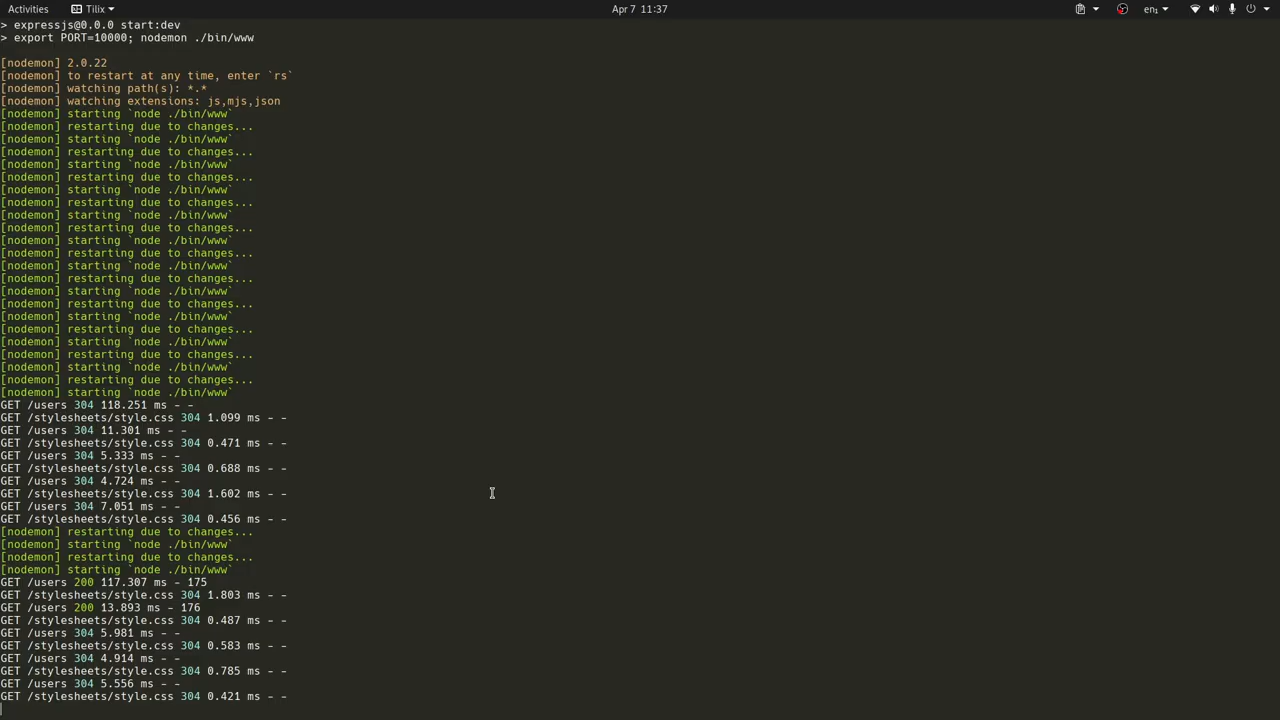 Activities Tilix Apr 7 11:37 en₁
> expressjs@0.0.0 start:dev
> export PORT=10000; nodemon ./bin/www
[nodemon] 2.0.22
[nodemon] to restart at any time, enter `rs`
[nodemon] watching path(s): *.*
[nodemon] watching extensions: js,mjs,json
[nodemon] starting `node ./bin/www`
[nodemon] restarting due to changes...
[nodemon] starting `node ./bin/www`
[nodemon] restarting due to changes...
[nodemon] starting `node ./bin/www`
[nodemon] restarting due to changes...
[nodemon] starting `node ./bin/www`
[nodemon] restarting due to changes...
[nodemon] starting `node ./bin/www`
[nodemon] restarting due to changes...
[nodemon] starting `node ./bin/www`
[nodemon] restarting due to changes...
[nodemon] starting `node ./bin/www`
[nodemon] restarting due to changes...
[nodemon] starting `node ./bin/www`
[nodemon] restarting due to changes...
[nodemon] starting `node ./bin/www`
[nodemon] restarting due to changes...
[nodemon] starting `node ./bin/www`
[nodemon] restarting due to changes...
[nodemon] starting `node ./bin/www`
[nodemon] restarting due to changes...
[nodemon] starting `node ./bin/www`
GET /users 304 118.251 ms - -
GET /stylesheets/style.css 304 1.099 ms - -
GET /users 304 11.301 ms - -
GET /stylesheets/style.css 304 0.471 ms - -
GET /users 304 5.333 ms - -
GET /stylesheets/style.css 304 0.688 ms - -
GET /users 304 4.724 ms - -
GET /stylesheets/style.css 304 1.602 ms - -
GET /users 304 7.051 ms - -
GET /stylesheets/style.css 304 0.456 ms - -
[nodemon] restarting due to changes...
[nodemon] starting `node ./bin/www`
[nodemon] restarting due to changes...
[nodemon] starting `node ./bin/www`
GET /users 200 117.307 ms - 175
GET /stylesheets/style.css 304 1.803 ms - -
GET /users 200 13.893 ms - 176
GET /stylesheets/style.css 304 0.487 ms - -
GET /users 304 5.981 ms - -
GET /stylesheets/style.css 304 0.583 ms - -
GET /users 304 4.914 ms - -
GET /stylesheets/style.css 304 0.785 ms - -
GET /users 304 5.556 ms - -
GET /stylesheets/style.css 304 0.421 ms - -